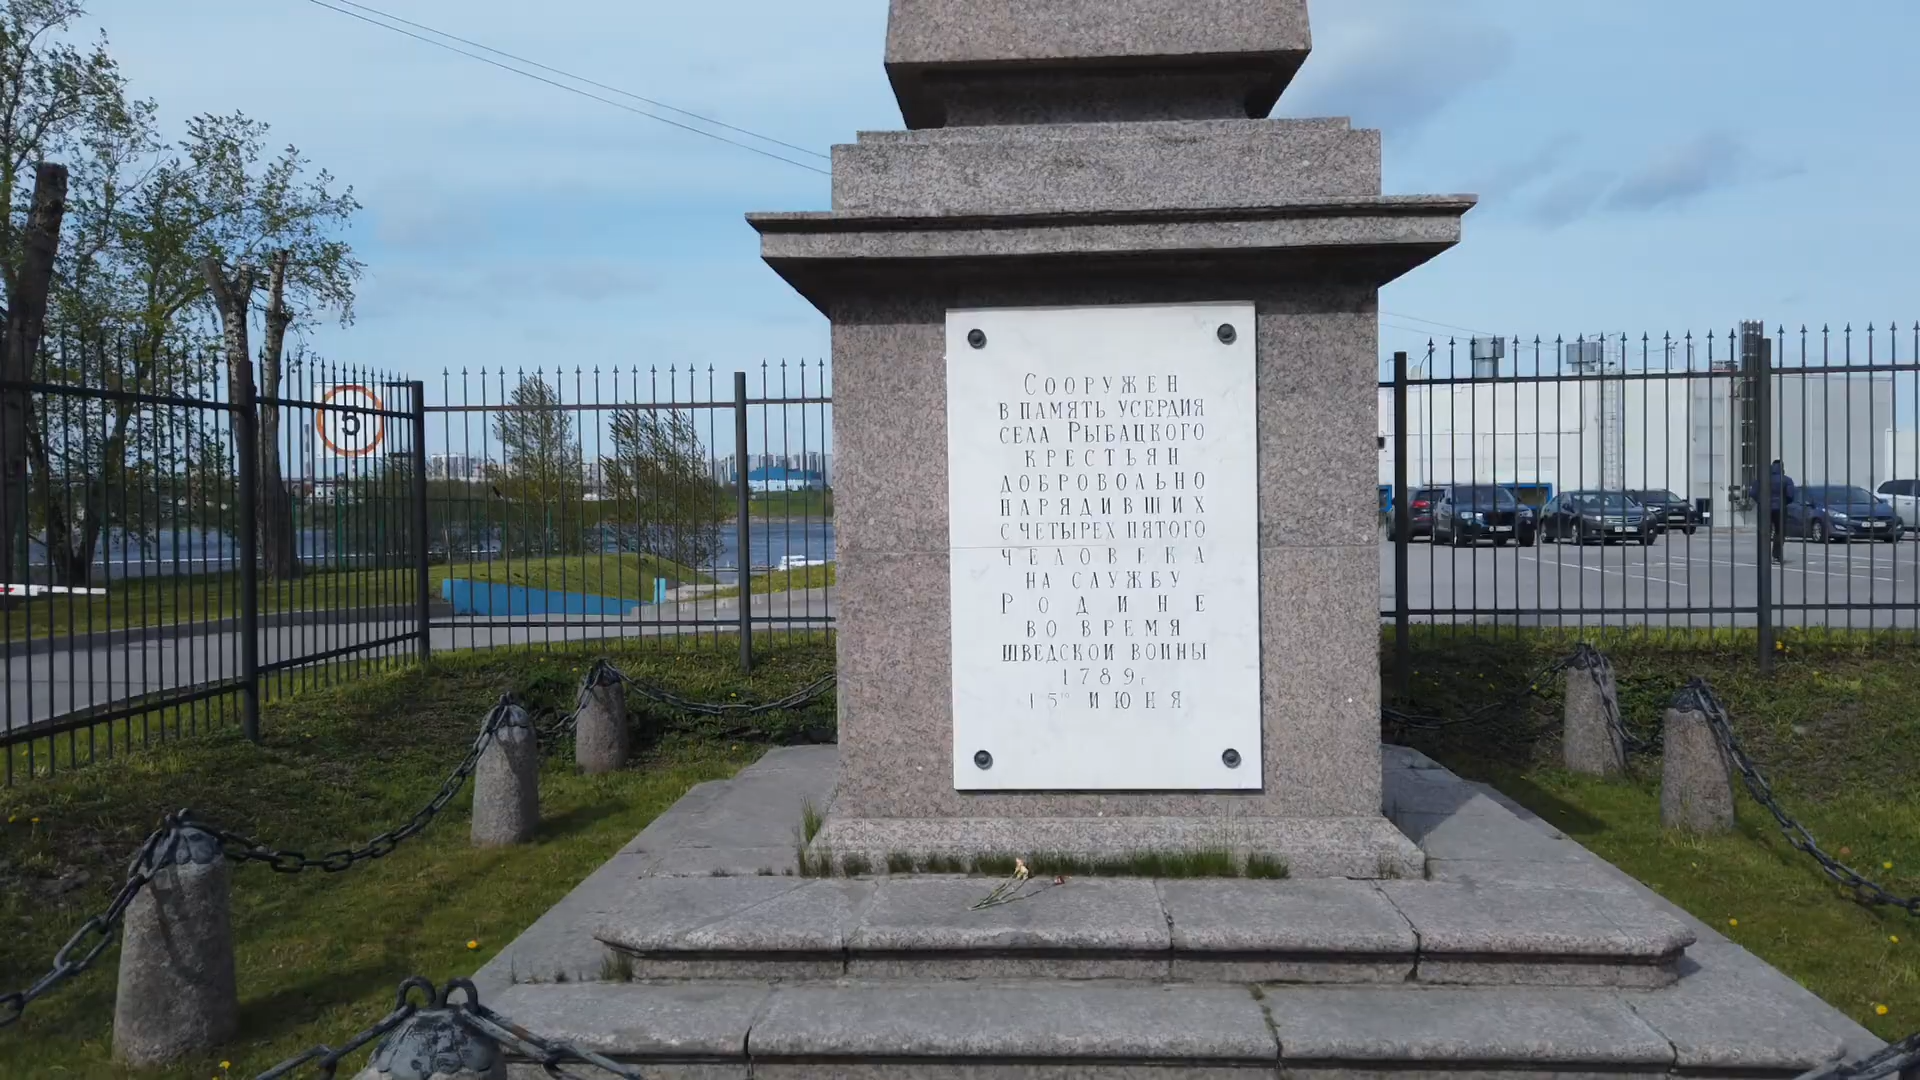 СООРУЖЕН
В ПАМЯТЬ УСЕРДИЯ
СЕЛА РЫБАЦКОГО
КРЕСТЬЯН
ДОБРОВОЛЬНО
НАРЯДИВШИХ
С ЧЕТЫРЕХ ПЯТОГО
ЧЕЛОВЕКА
НА СЛУЖБУ
РОДИНЕ
ВО ВРЕМЯ
ШВЕДСКОЙ ВОЙНЫ
1789 г.
15го ИЮНЯ